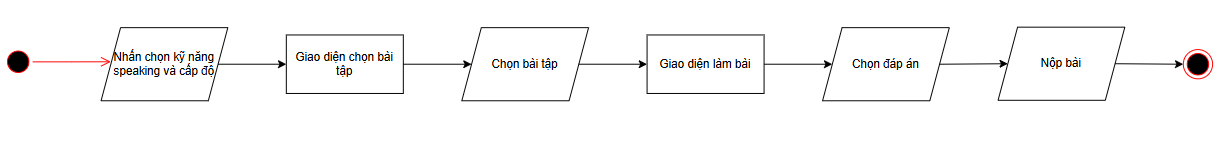 Nhấn chọn kỹ năng
speaking và cấp độ
Giao diện chọn bài
tập
Chọn bài tập
Giao diện làm bài
Chọn đáp án
Nộp bài